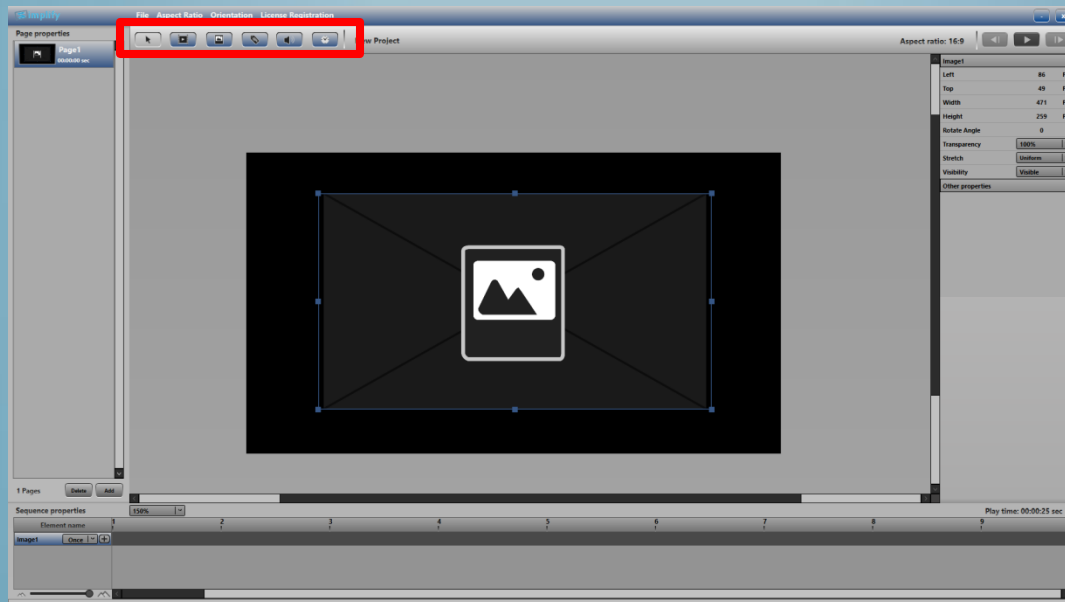 impary
File Aspect Ratio Orientation License Registration
Page properties
Page1
00:00:00 sec
ew Project
Aspect ratio: 16:9
Image1
Left 86
Top 49
Width 471
Height 259
Rotate Angle 0
Transparency 100%
Stretch Uniform
Visibility Visible
Other properties
1 Pages Delete Add
Sequence properties 150% Play time: 00:00:25 sec
Element name 1 2 3 4 5 6 7 8 9
Image1 Once